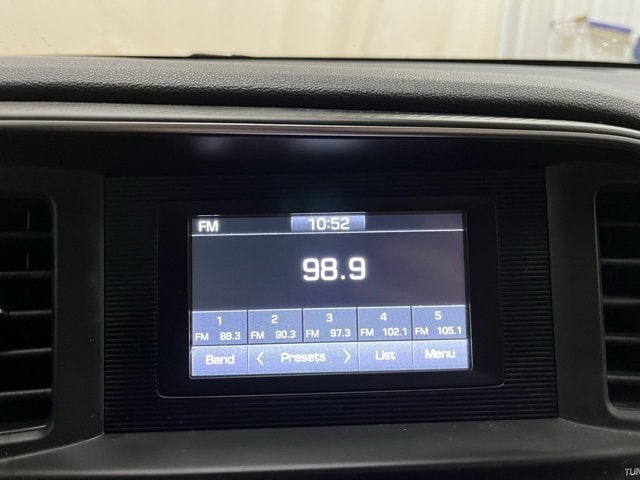 FM 10:52
98.9
1 2 3 4 5
FM 88.3 FM 90.3 FM 97.3 FM 102.1 FM 105.1
Band < Presets > List Menu
TUN